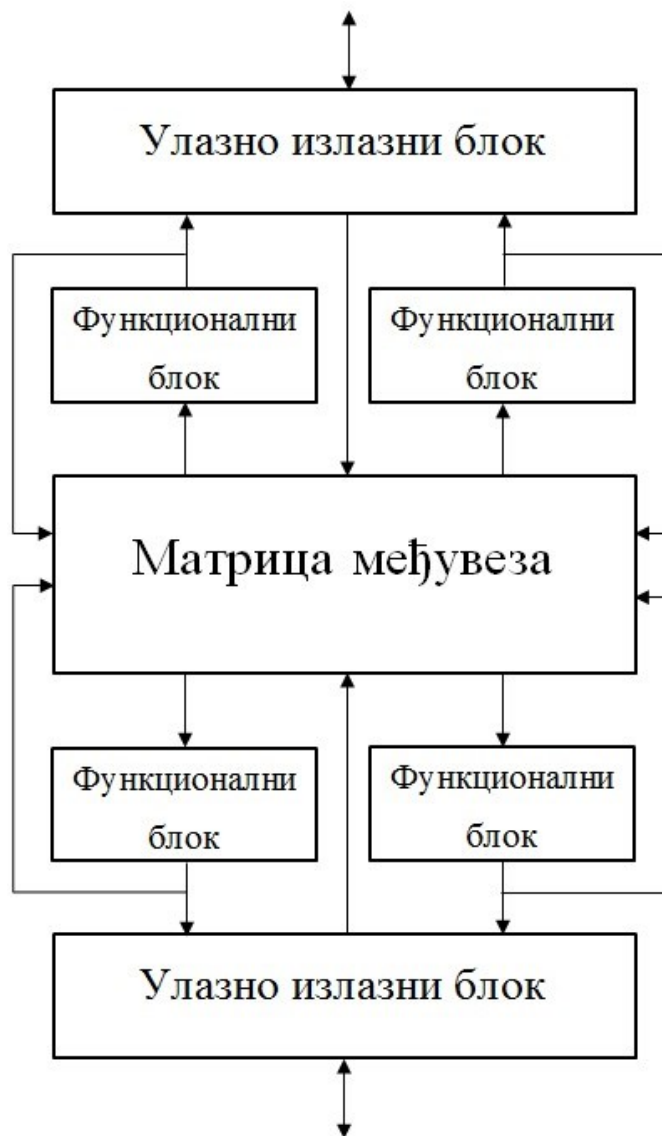 Улазно излазни блок
Функционални
блок
Функционални
блок
Матрица међувеза
Функционални
блок
Функционални
блок
Улазно излазни блок